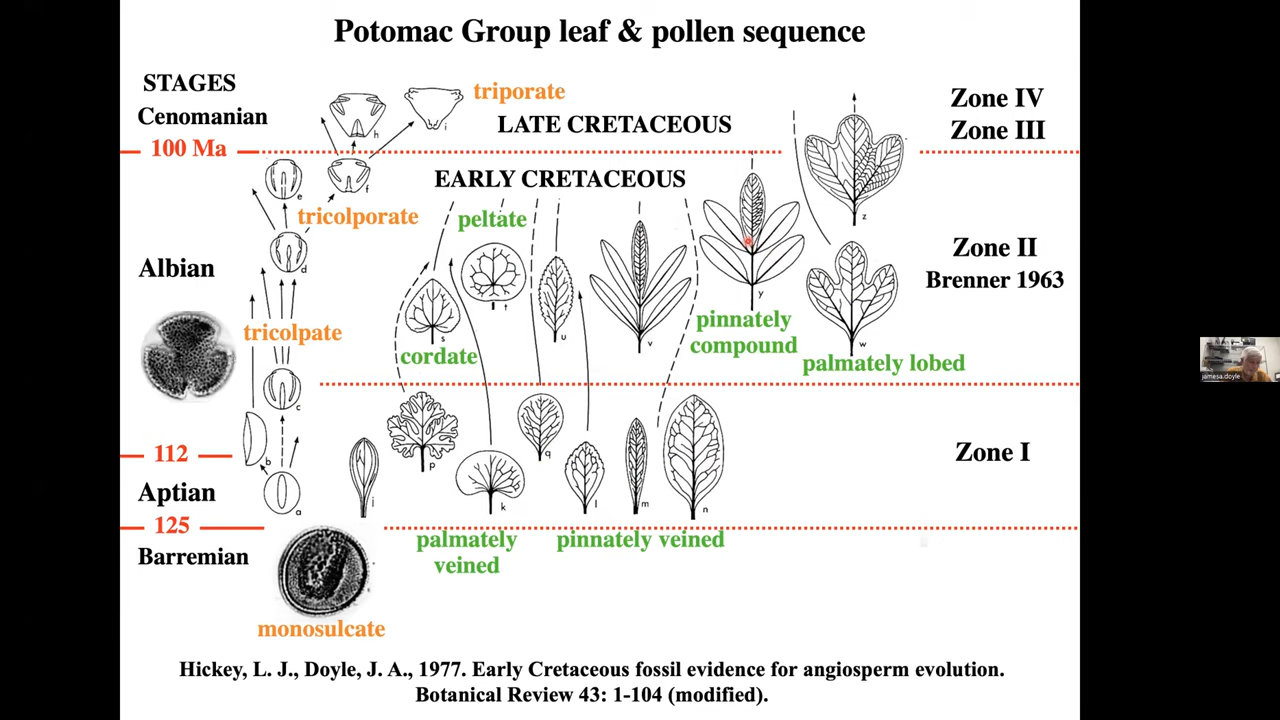 Potomac Group leaf & pollen sequence
STAGES
Cenomanian
100 Ma
Albian
112
Aptian
125
Barremian
triporate
LATE CRETACEOUS
EARLY CRETACEOUS
tricolporate
peltate
tricolpate
cordate
pinnately
compound
palmately lobed
palmately
veined
pinnately veined
monosulcate
Zone IV
Zone III
Zone II
Brenner 1963
Zone I
h
i
e
f
d
c
b
a
j
p
k
q
l
m
n
s
t
u
v
y
w
z
Hickey, L. J., Doyle, J. A., 1977. Early Cretaceous fossil evidence for angiosperm evolution.
Botanical Review 43: 1-104 (modified).
jamesa.doyle